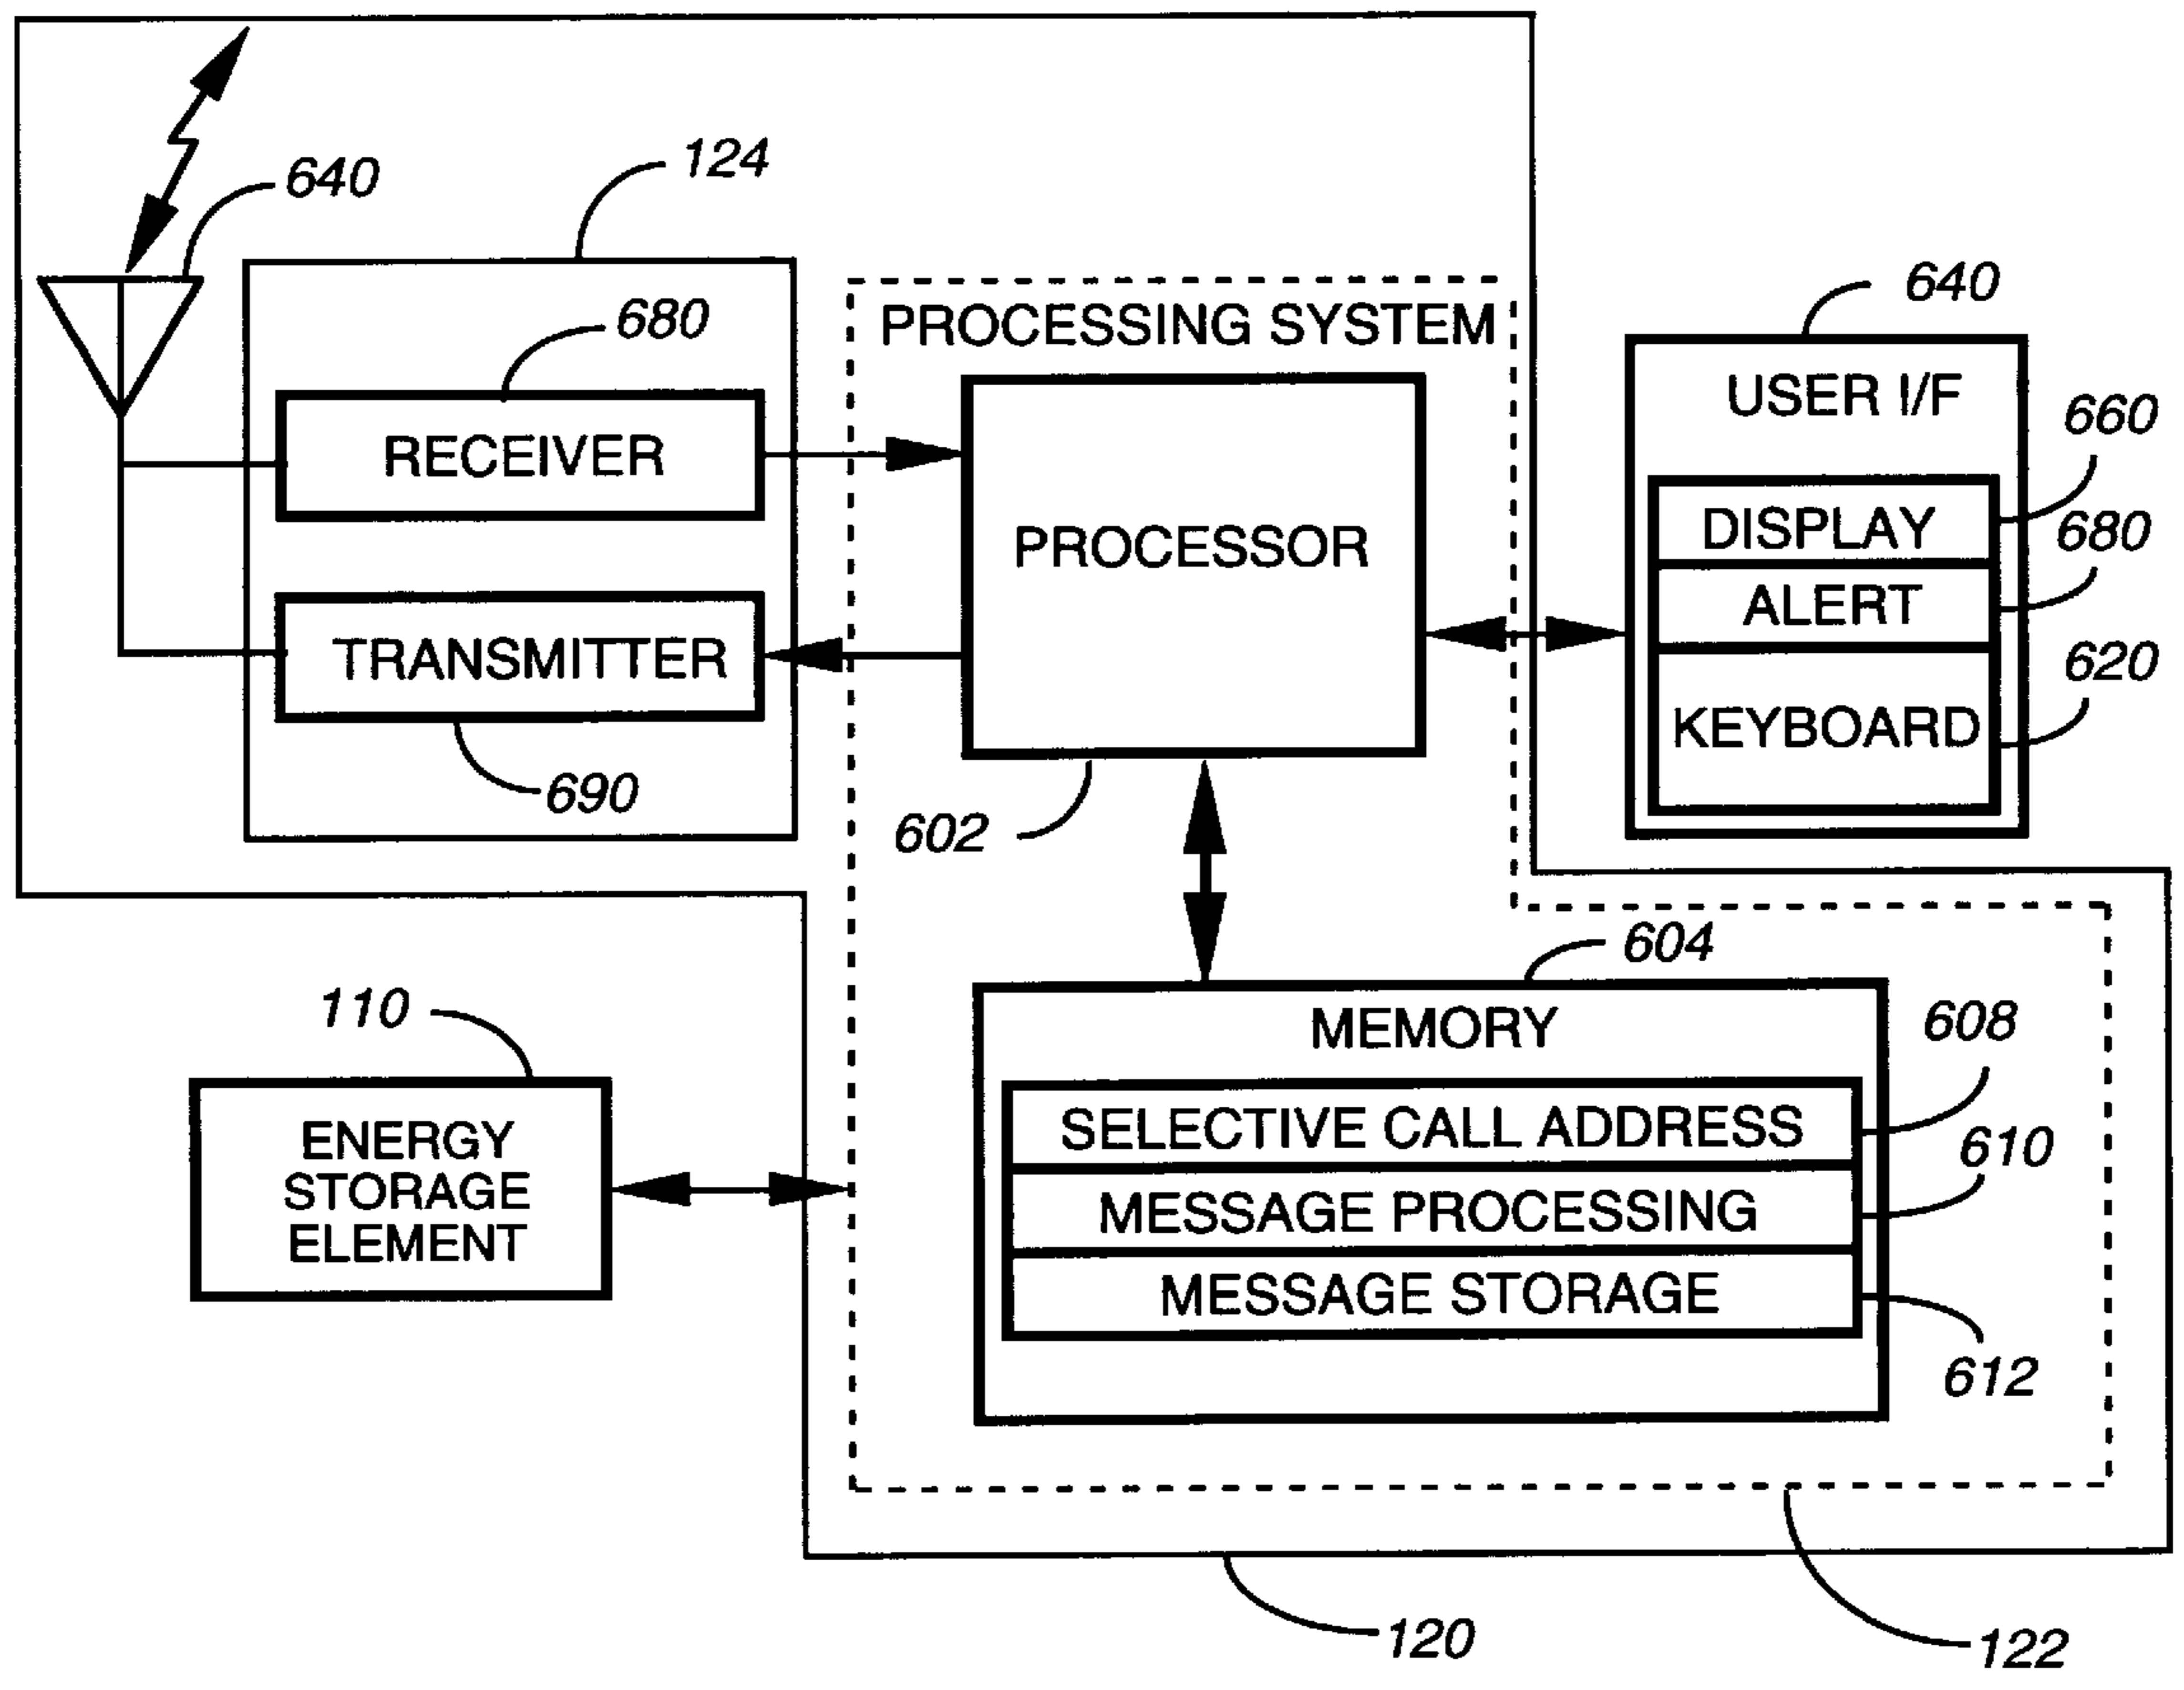 640
124
680
RECEIVER
TRANSMITTER
690
PROCESSING SYSTEM
PROCESSOR
602
640
USER I/F
660
DISPLAY
680
ALERT
620
KEYBOARD
110
ENERGY
STORAGE
ELEMENT
604
MEMORY
608
SELECTIVE CALL ADDRESS
610
MESSAGE PROCESSING
MESSAGE STORAGE
612
120
122